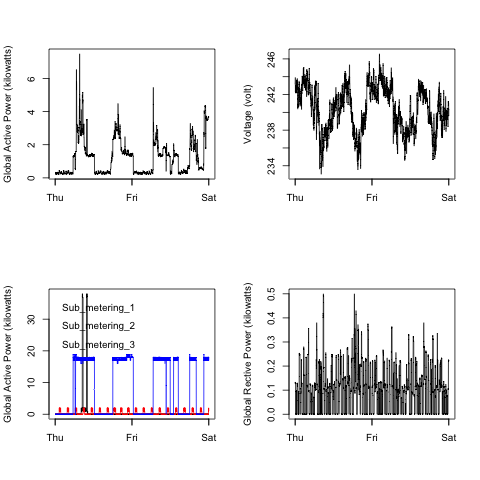 Global Active Power (kilowatts)
6
4
2
0
Thu Fri Sat
Voltage (volt)
246
242
238
234
Thu Fri Sat
Global Active Power (kilowatts)
30
20
10
0
Sub_metering_1
Sub_metering_2
Sub_metering_3
Thu Fri Sat
Global Rective Power (kilowatts)
0.5
0.4
0.3
0.2
0.1
0.0
Thu Fri Sat